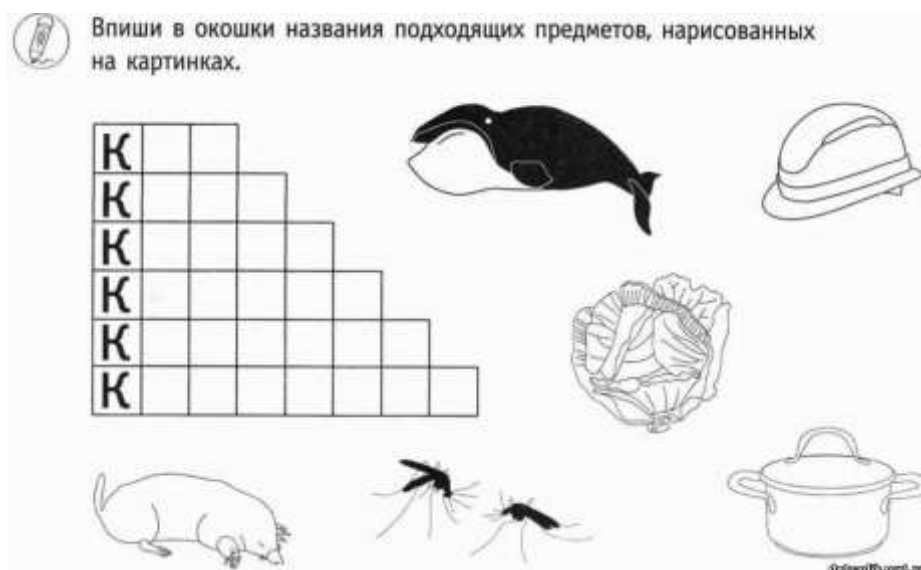 Впиши в окошки названия подходящих предметов, нарисованных
на картинках.
К
К
К
К
К
К